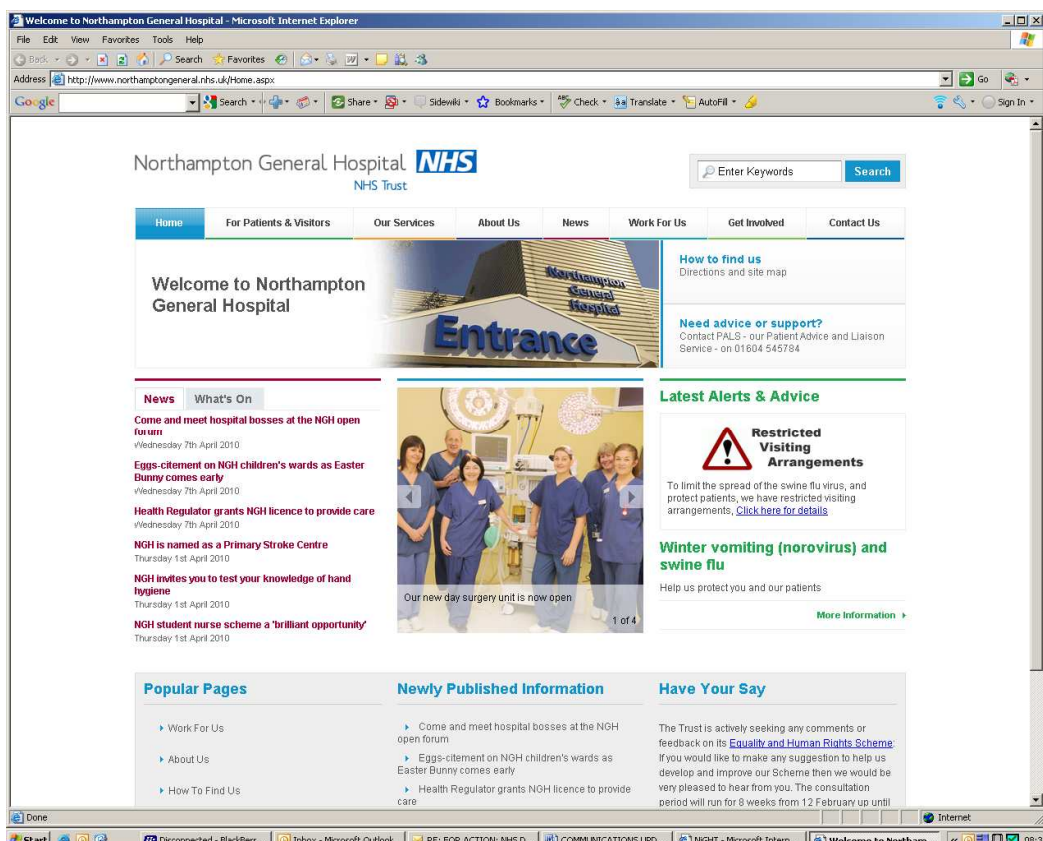 Welcome to Northampton General Hospital - Microsoft Internet Explorer
File Edit View Favorites Tools Help
Back Search Favorites
Address http://www.northamptongeneral.nhs.uk/Home.aspx Go
Google Search Share Sidewiki Bookmarks Check Translate AutoFill Sign In
Northampton General Hospital NHS
NHS Trust
Enter Keywords Search
Home For Patients & Visitors Our Services About Us News Work For Us Get Involved Contact Us
Welcome to Northampton
General Hospital
Northampton
General
Hospital
Entrance
How to find us
Directions and site map
Need advice or support?
Contact PALS - our Patient Advice and Liaison
Service - on 01604 545784
News What's On
Come and meet hospital bosses at the NGH open
forum
Wednesday 7th April 2010
Eggs-citement on NGH children's wards as Easter
Bunny comes early
Wednesday 7th April 2010
Health Regulator grants NGH licence to provide care
Wednesday 7th April 2010
NGH is named as a Primary Stroke Centre
Thursday 1st April 2010
NGH invites you to test your knowledge of hand
hygiene
Thursday 1st April 2010
NGH student nurse scheme a 'brilliant opportunity'
Thursday 1st April 2010
Our new day surgery unit is now open
1 of 4
Latest Alerts & Advice
Restricted
Visiting
Arrangements
To limit the spread of the swine flu virus, and
protect patients, we have restricted visiting
arrangements, Click here for details
Winter vomiting (norovirus) and
swine flu
Help us protect you and our patients
More Information
Popular Pages
Work For Us
About Us
How To Find Us
Newly Published Information
Come and meet hospital bosses at the NGH
open forum
Eggs-citement on NGH children's wards as
Easter Bunny comes early
Health Regulator grants NGH licence to provide
care
Have Your Say
The Trust is actively seeking any comments or
feedback on its Equality and Human Rights Scheme.
If you would like to make any suggestion to help us
develop and improve our Scheme then we would be
very pleased to hear from you. The consultation
period will run for 8 weeks from 12 February up until
Done Internet
Start Disconnected - BlackBerr... Inbox - Microsoft Outlook RE: FOR ACTION: NHS D... COMMUNICATIONS UPD... NiGHT - Microsoft Intern... Welcome to Northam...